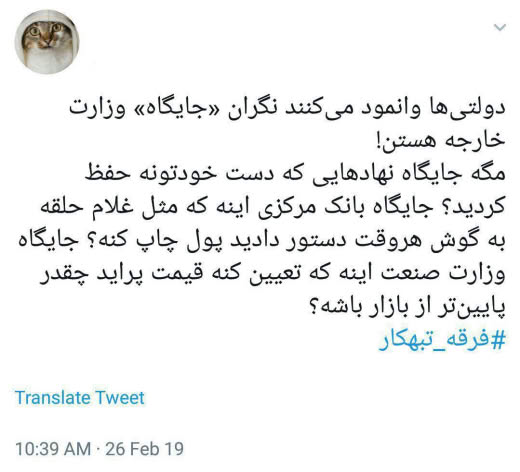 دولتی‌ها وانمود می‌کنند نگران «جایگاه» وزارت
خارجه هستن!
مگه جایگاه نهادهایی که دست خودتونه حفظ
کردید؟ جایگاه بانک مرکزی اینه که مثل غلام حلقه
به گوش هروقت دستور دادید پول چاپ کنه؟ جایگاه
وزارت صنعت اینه که تعیین کنه قیمت پراید چقدر
پایین‌تر از بازار باشه؟
#فرقه_تبهکار
Translate Tweet
10:39 AM · 26 Feb 19